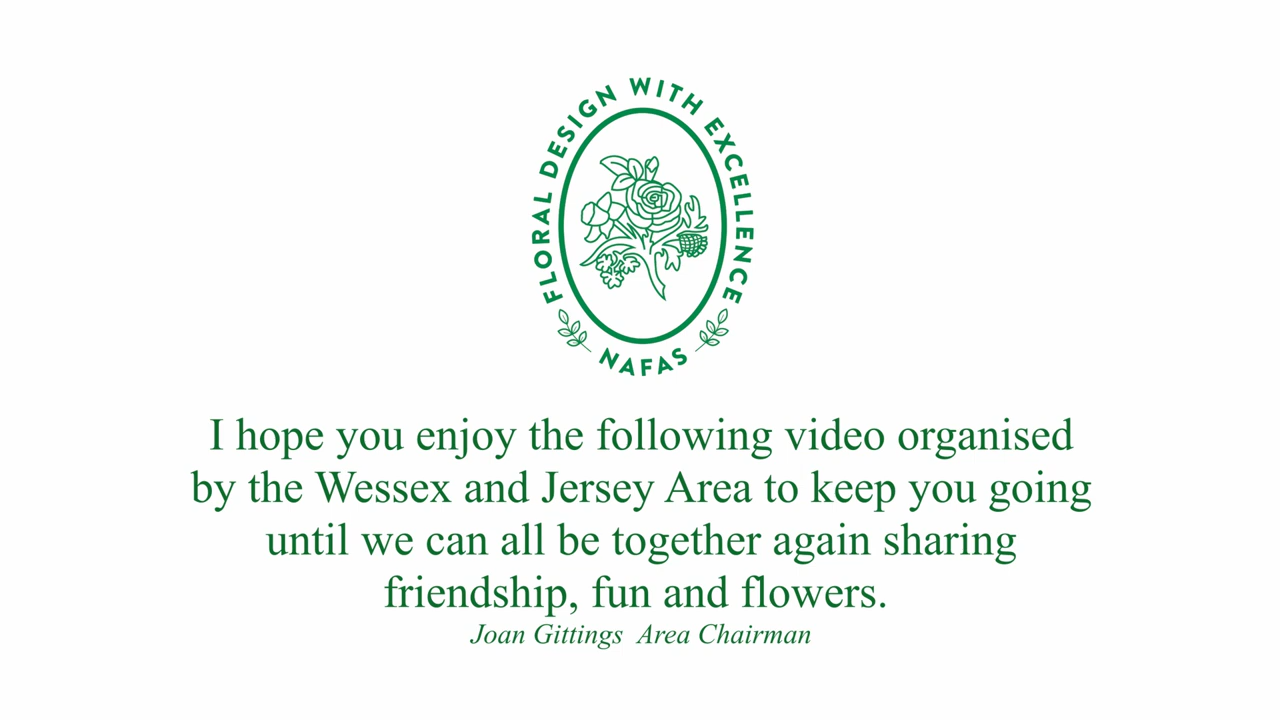 FLORAL DESIGN WITH EXCELLENCE
NAFAS
I hope you enjoy the following video organised
by the Wessex and Jersey Area to keep you going
until we can all be together again sharing
friendship, fun and flowers.
Joan Gittings  Area Chairman